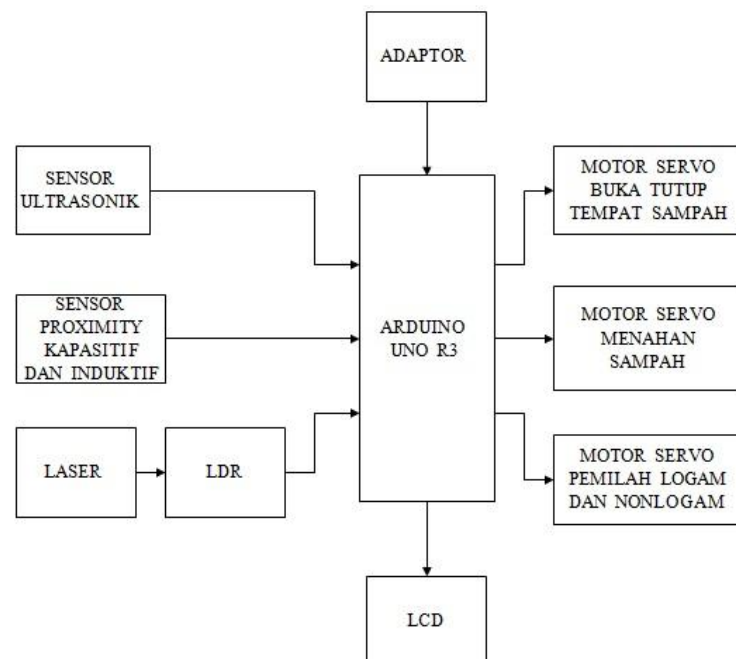 ADAPTOR
SENSOR
ULTRASONIK
SENSOR
PROXIMITY
KAPASITIF
DAN INDUKTIF
LASER
LDR
ARDUINO
UNO R3
MOTOR SERVO
BUKA TUTUP
TEMPAT SAMPAH
MOTOR SERVO
MENAHAN
SAMPAH
MOTOR SERVO
PEMILAH LOGAM
DAN NONLOGAM
LCD